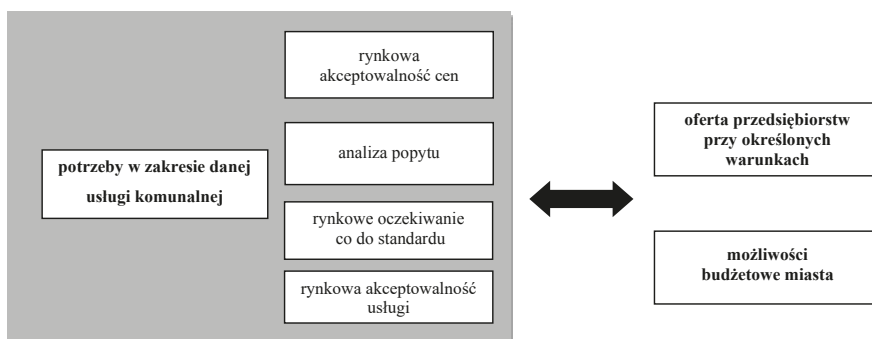 potrzeby w zakresie danej
usługi komunalnej
rynkowa
akceptowalność cen
analiza popytu
rynkowe oczekiwanie
co do standardu
rynkowa akceptowalność
usługi
oferta przedsiębiorstw
przy określonych
warunkach
możliwości
budżetowe miasta